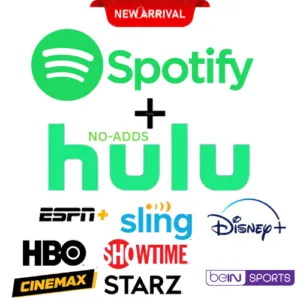 NEW ARRIVAL
Spotify
+
NO-ADDS
hulu
ESPN+
sling
Disney+
HBO
SHOWTIME
CINEMAX
STARZ
beIN SPORTS